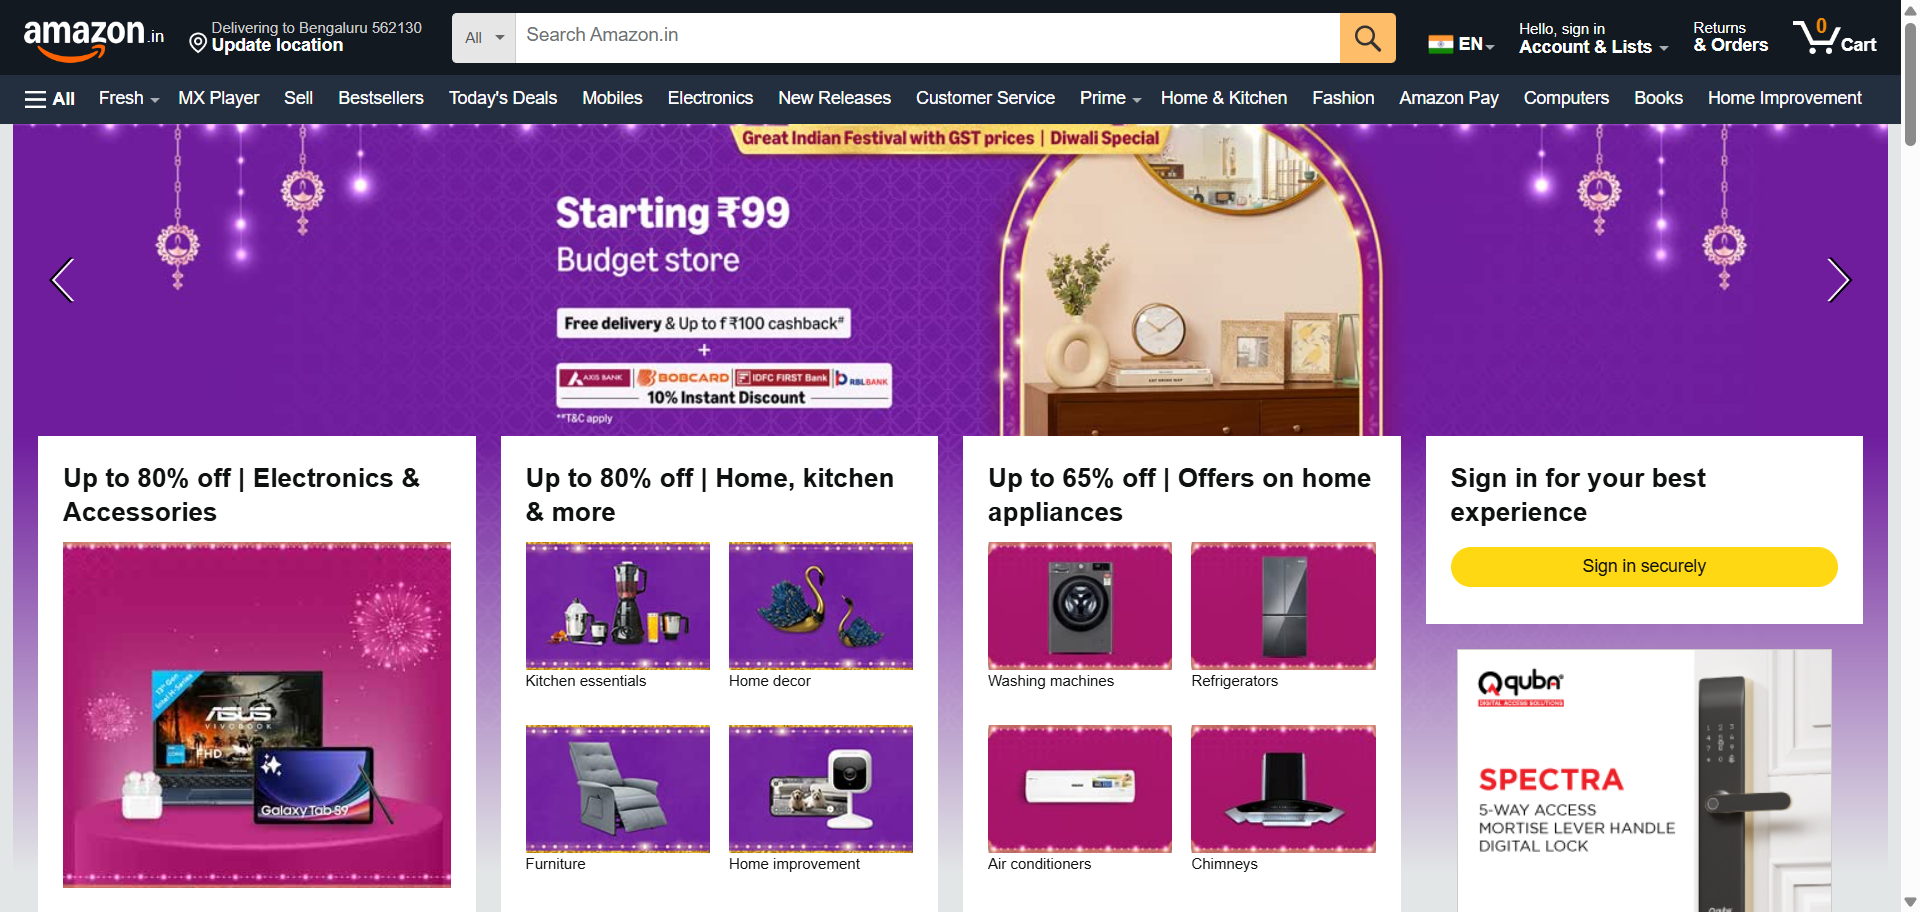 amazon.in
Delivering to Bengaluru 562130
Update location
All
Search Amazon.in
EN
Hello, sign in
Account & Lists
Returns
& Orders
0
Cart
All
Fresh
MX Player
Sell
Bestsellers
Today's Deals
Mobiles
Electronics
New Releases
Customer Service
Prime
Home & Kitchen
Fashion
Amazon Pay
Computers
Books
Home Improvement
Great Indian Festival with GST prices | Diwali Special
Starting ₹99
Budget store
Free delivery & Up to f ₹100 cashback#
+
AXIS BANK | BOBCARD | IDFC FIRST Bank | RBLBANK
10% Instant Discount
*#T&C apply
Up to 80% off | Electronics &
Accessories
13th Gen
Intel H-Series
ASUS
VIVOBOOK
FHD
Galaxy Tab S9
Up to 80% off | Home, kitchen
& more
Kitchen essentials
Home decor
Furniture
Home improvement
Up to 65% off | Offers on home
appliances
Washing machines
Refrigerators
Air conditioners
Chimneys
Sign in for your best
experience
Sign in securely
quba
DIGITAL ACCESS SOLUTIONS
SPECTRA
5-WAY ACCESS
MORTISE LEVER HANDLE
DIGITAL LOCK